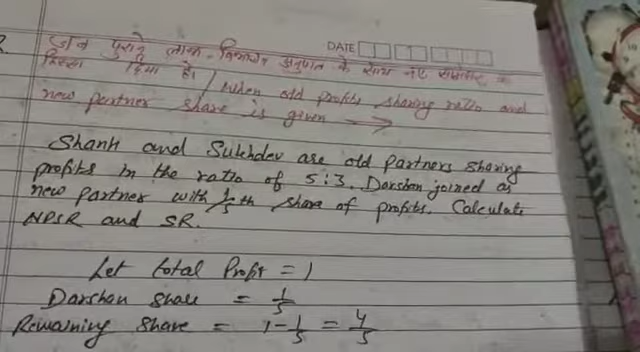 DATE
जब पुराने लाभ-विभाजन अनुपात के साथ नए साझेदार का
हिस्सा दिया हो। / When old profits sharing ratio and
new partner share is given →
Shank and Sukhdev are old partners sharing
profits in the ratio of 5:3. Darshan joined as
new partner with 1/5th share of profits. Calculate
NPSR and SR.
Let total Profit = 1
Darshan share = 1/5
Remaining share = 1-1/5 = 4/5